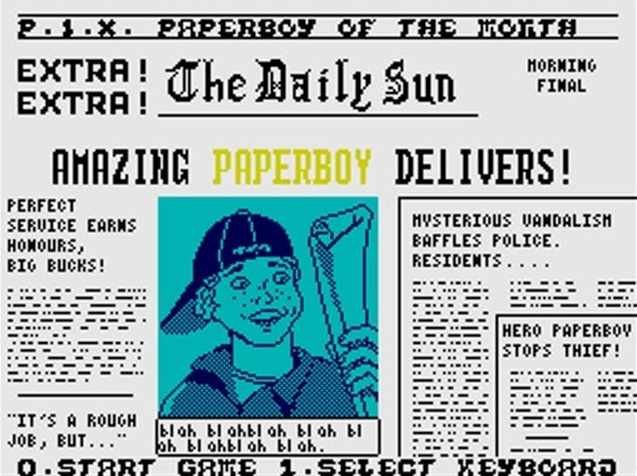 P.I.X. PAPERBOY OF THE MONTH
EXTRA!
EXTRA!
The Daily Sun
MORNING
FINAL
AMAZING PAPERBOY DELIVERS!
PERFECT
SERVICE EARNS
HONOURS,
BIG BUCKS!
MYSTERIOUS VANDALISM
BAFFLES POLICE.
RESIDENTS....
HERO PAPERBOY
STOPS THIEF!
"IT'S A ROUGH
JOB, BUT..."
blah blahblah blah bl
ah blahblah blah.
0.START GAME 1.SELECT KEYBOARD